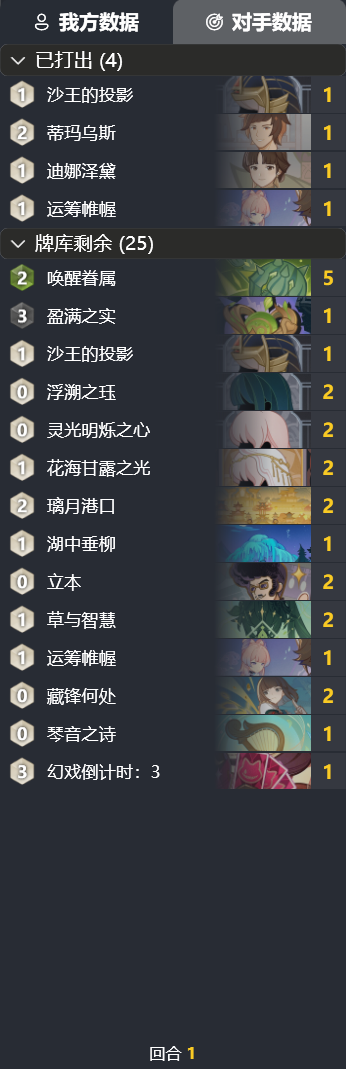 我方数据 对手数据
已打出 (4)
1 沙王的投影 1
2 蒂玛乌斯 1
1 迪娜泽黛 1
1 运筹帷幄 1
牌库剩余 (25)
2 唤醒眷属 5
3 盈满之实 1
1 沙王的投影 1
0 浮溯之珏 2
0 灵光明烁之心 2
1 花海甘露之光 2
2 璃月港口 2
1 湖中垂柳 1
0 立本 2
1 草与智慧 2
1 运筹帷幄 1
0 藏锋何处 2
0 琴音之诗 1
3 幻戏倒计时：3 1
回合 1